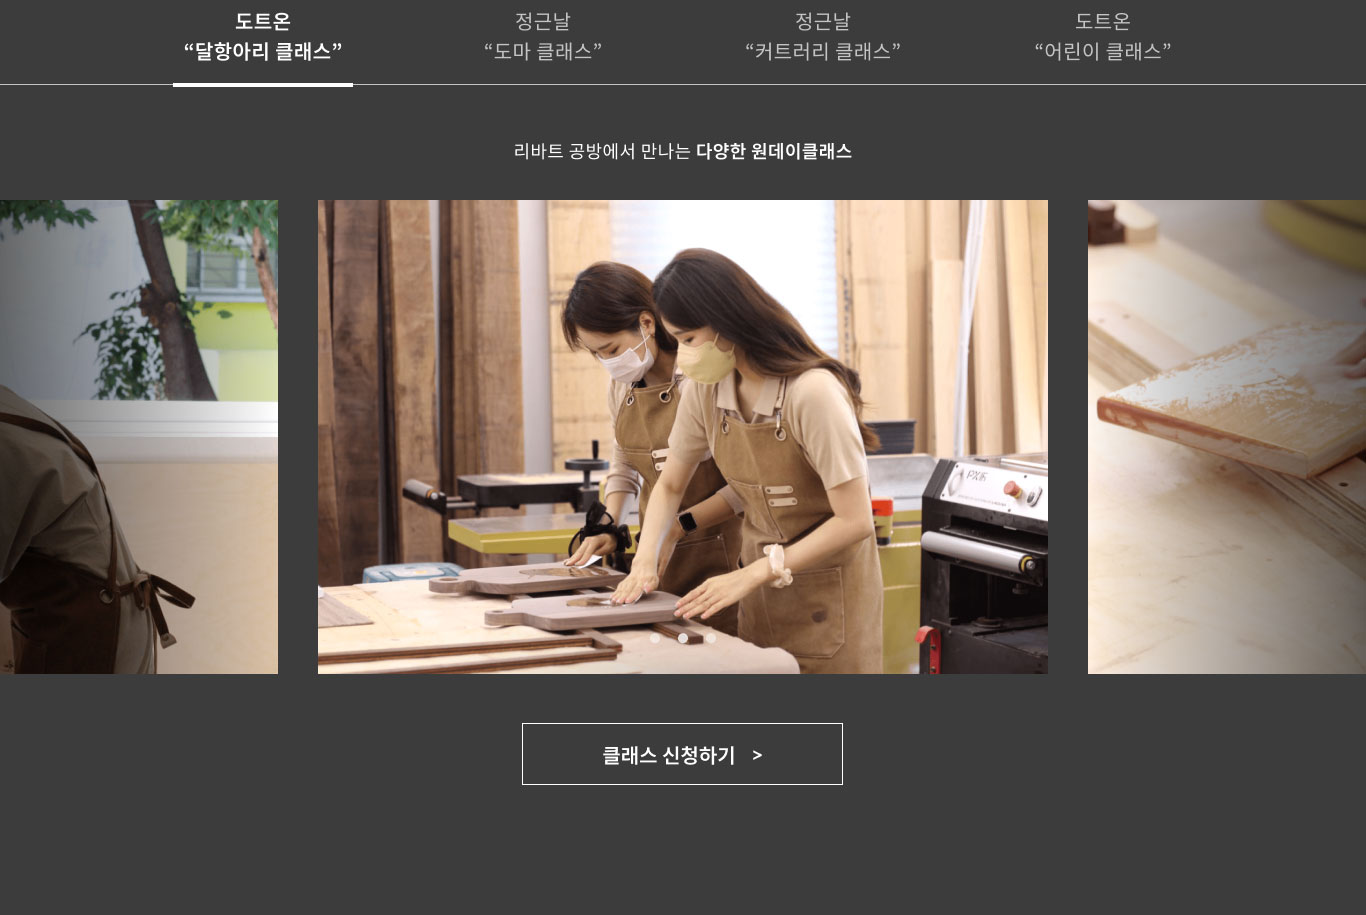 도트온
“달항아리 클래스”
정근날
“도마 클래스”
정근날
“커트러리 클래스”
도트온
“어린이 클래스”
리바트 공방에서 만나는 다양한 원데이클래스
PX6
클래스 신청하기 >